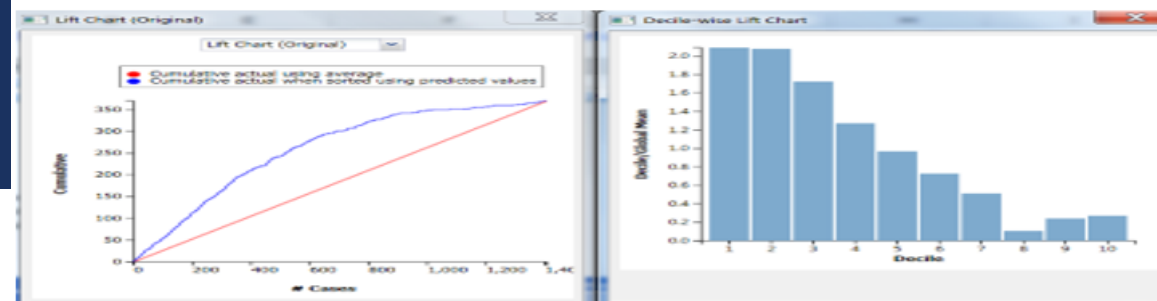 Lift Chart (Original)
Lift Chart (Original)
Cumulative actual using average
Cumulative actual when sorted using predicted values
350
300
250
200
150
100
50
0
Cumulative
0 200 400 600 800 1,000 1,200 1,40
# Cases
Decile-wise Lift Chart
2.0
1.8
1.6
1.4
1.2
1.0
0.8
0.6
0.4
0.2
0.0
Decile/Global Mean
1 2 3 4 5 6 7 8 9 10
Decile